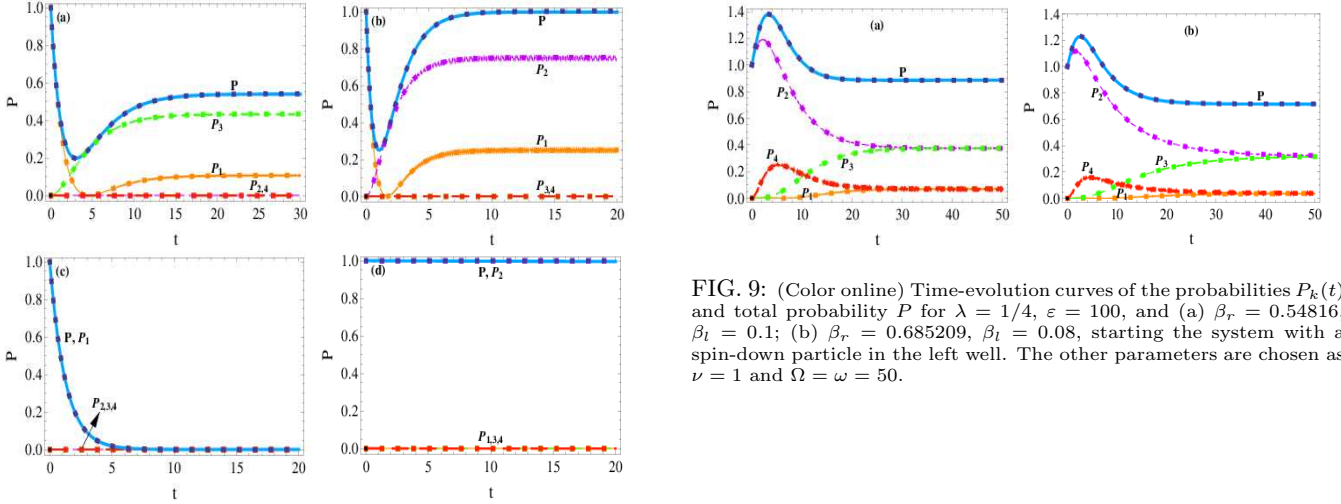 (a)
P
P3
P1
P2,4
P
1.0
0.8
0.6
0.4
0.2
0.0
0 5 10 15 20 25 30
t
(b)
P
P2
P1
P3,4
P
1.0
0.8
0.6
0.4
0.2
0.0
0 5 10 15 20
t
(c)
P, P1
P2,3,4
P
1.0
0.8
0.6
0.4
0.2
0.0
0 5 10 15 20
t
(d)
P, P2
P1,3,4
P
1.0
0.8
0.6
0.4
0.2
0.0
0 5 10 15 20
t
(a)
P
P2
P3
P4
P1
P
1.4
1.2
1.0
0.8
0.6
0.4
0.2
0.0
0 10 20 30 40 50
t
(b)
P
P2
P3
P4
P1
P
1.4
1.2
1.0
0.8
0.6
0.4
0.2
0.0
0 10 20 30 40 50
t
FIG. 9: (Color online) Time-evolution curves of the probabilities Pk(t)
and total probability P for λ = 1/4, ε = 100, and (a) βr = 0.54816,
βl = 0.1; (b) βr = 0.685209, βl = 0.08, starting the system with a
spin-down particle in the left well. The other parameters are chosen as
ν = 1 and Ω = ω = 50.